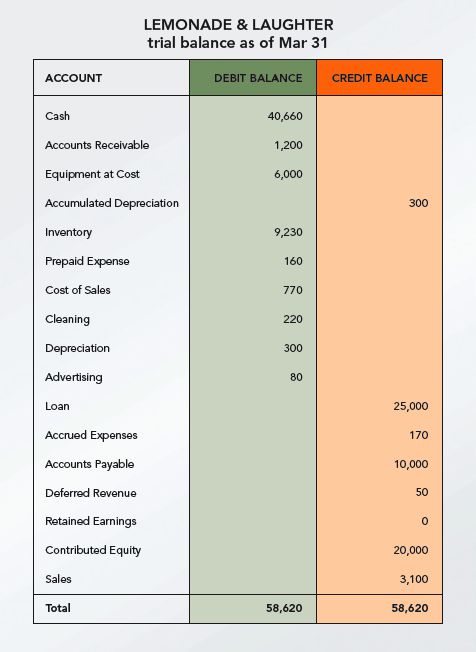 LEMONADE & LAUGHTER
trial balance as of Mar 31
ACCOUNT DEBIT BALANCE CREDIT BALANCE
Cash 40,660
Accounts Receivable 1,200
Equipment at Cost 6,000
Accumulated Depreciation 300
Inventory 9,230
Prepaid Expense 160
Cost of Sales 770
Cleaning 220
Depreciation 300
Advertising 80
Loan 25,000
Accrued Expenses 170
Accounts Payable 10,000
Deferred Revenue 50
Retained Earnings 0
Contributed Equity 20,000
Sales 3,100
Total 58,620 58,620